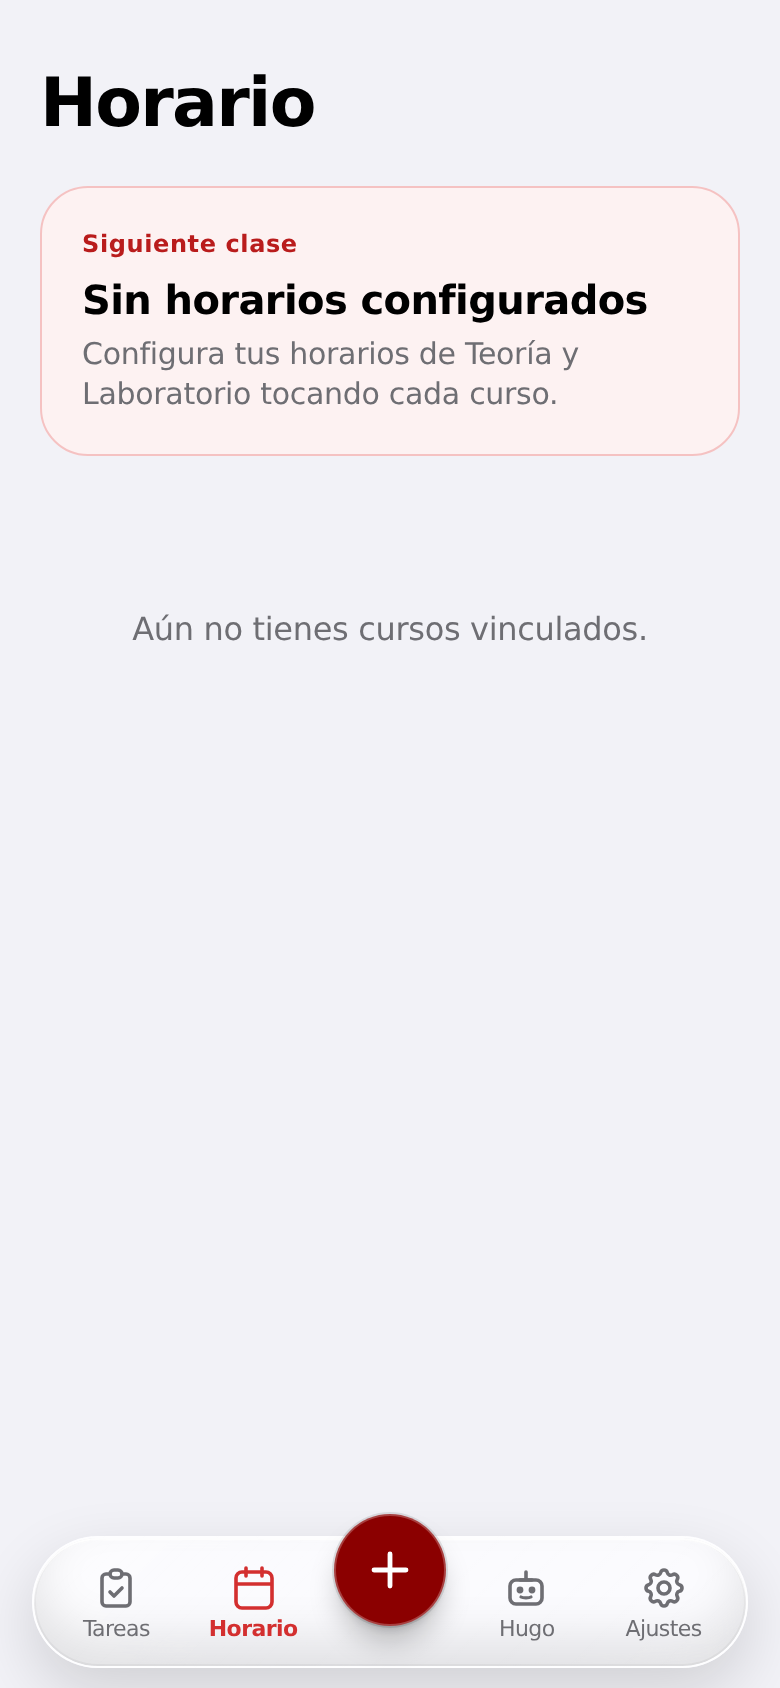 Horario
Siguiente clase
Sin horarios configurados
Configura tus horarios de Teoría y
Laboratorio tocando cada curso.
Aún no tienes cursos vinculados.
Tareas
Horario
Hugo
Ajustes